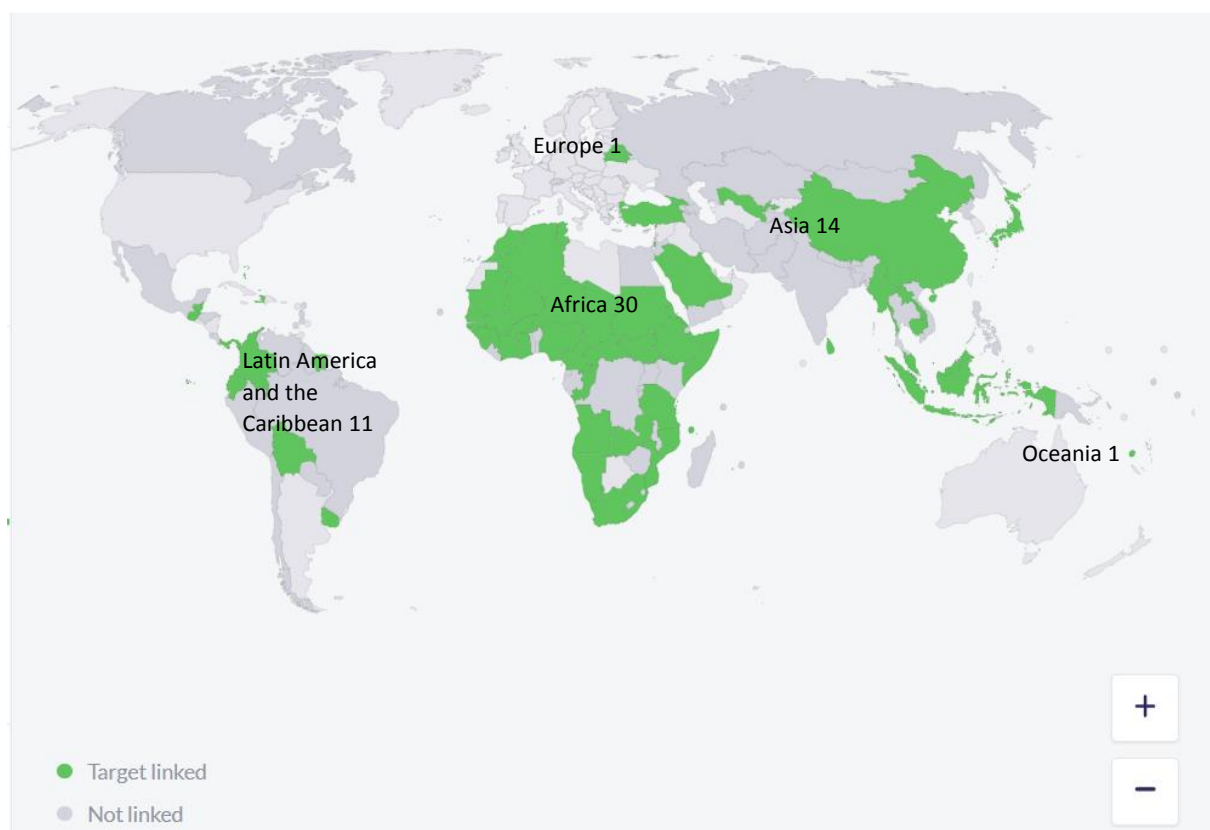 Europe 1
Asia 14
Africa 30
Latin America
and the
Caribbean 11
Oceania 1
+
−
Target linked
Not linked